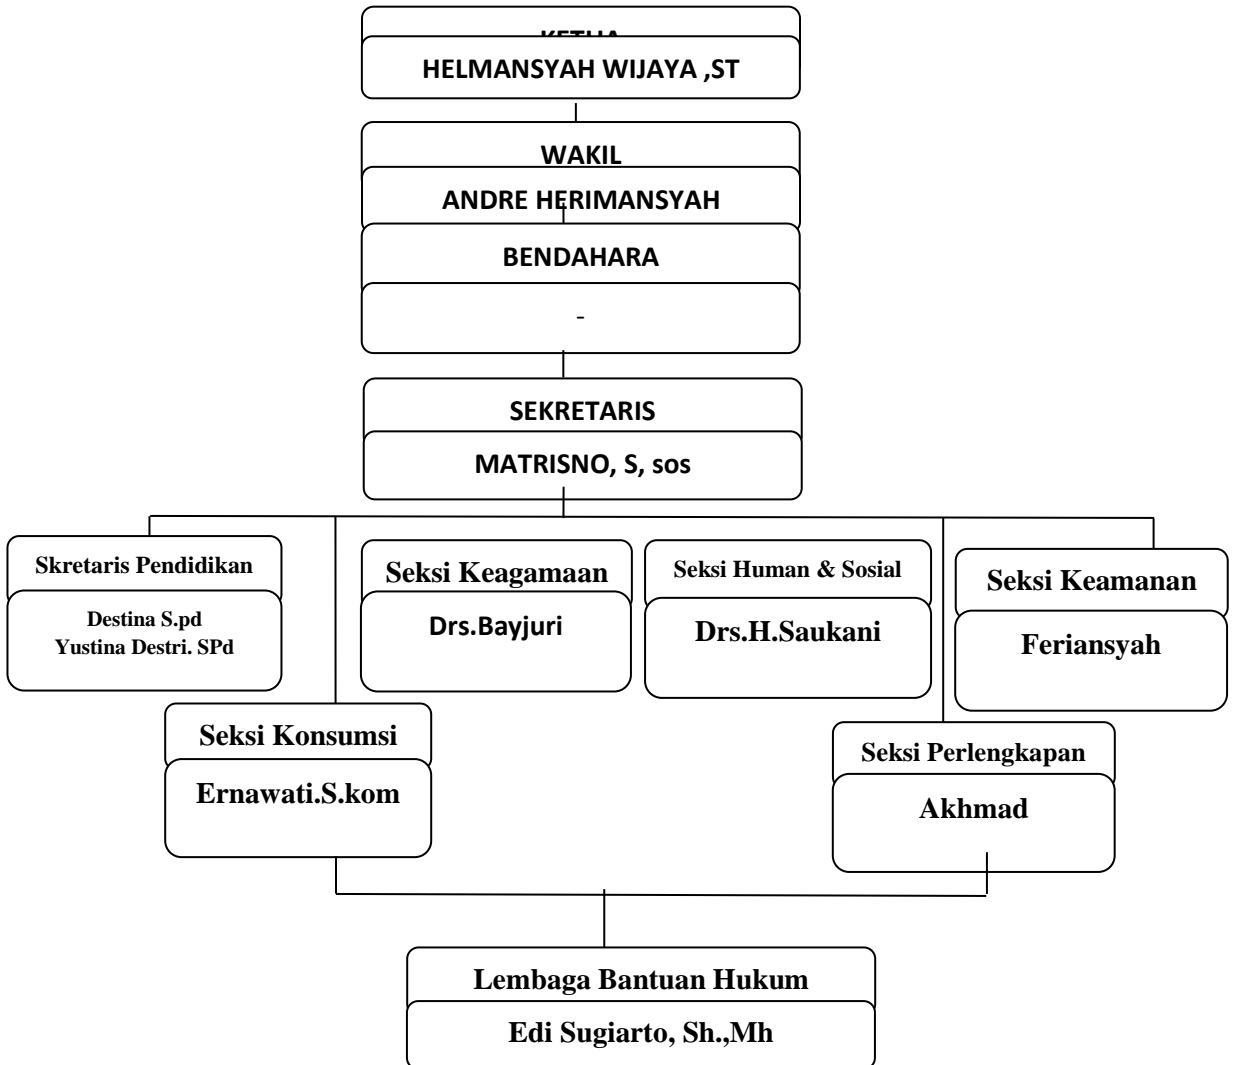 KETUA
HELMANSYAH WIJAYA ,ST
WAKIL
ANDRE HERIMANSYAH
BENDAHARA
-
SEKRETARIS
MATRISNO, S, sos
Skretaris Pendidikan
Destina S.pd
Yustina Destri. SPd
Seksi Keagamaan
Drs.Bayjuri
Seksi Human & Sosial
Drs.H.Saukani
Seksi Keamanan
Feriansyah
Seksi Konsumsi
Ernawati.S.kom
Seksi Perlengkapan
Akhmad
Lembaga Bantuan Hukum
Edi Sugiarto, Sh.,Mh